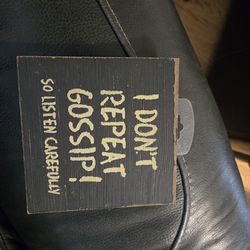 I DON'T
REPEAT
GOSSIP!
SO LISTEN CAREFULLY